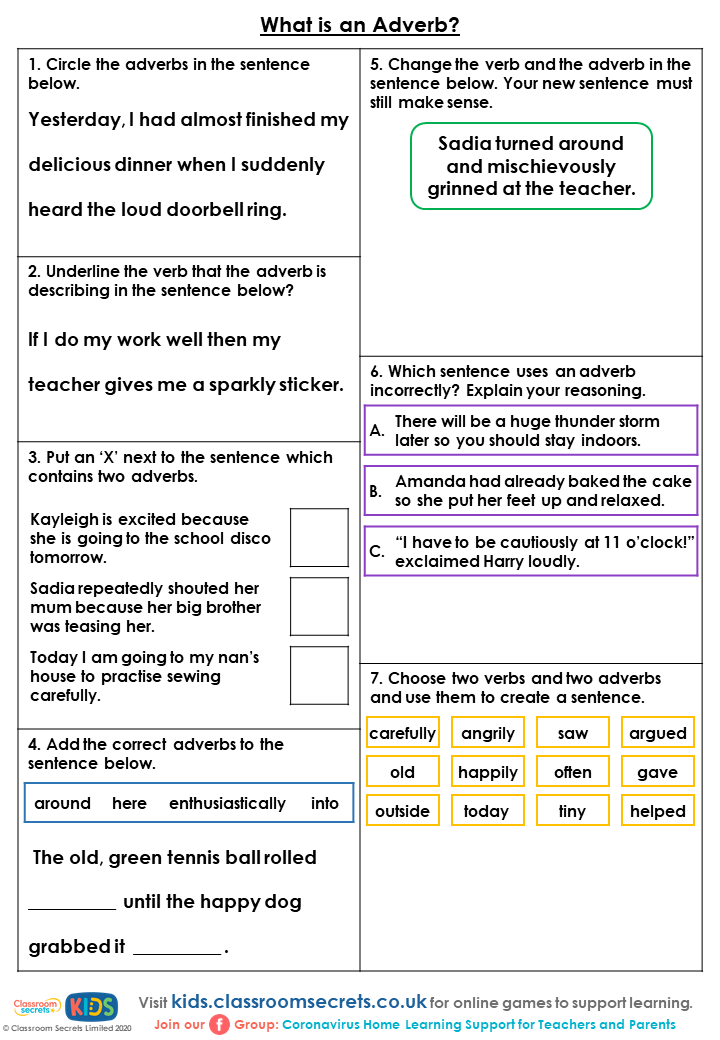 What is an Adverb?
1. Circle the adverbs in the sentence
below.
Yesterday, I had almost finished my
delicious dinner when I suddenly
heard the loud doorbell ring.
2. Underline the verb that the adverb is
describing in the sentence below?
If I do my work well then my
teacher gives me a sparkly sticker.
3. Put an ‘X’ next to the sentence which
contains two adverbs.
Kayleigh is excited because
she is going to the school disco
tomorrow.
Sadia repeatedly shouted her
mum because her big brother
was teasing her.
Today I am going to my nan’s
house to practise sewing
carefully.
4. Add the correct adverbs to the
sentence below.
around here enthusiastically into
The old, green tennis ball rolled
__________ until the happy dog
grabbed it __________ .
5. Change the verb and the adverb in the
sentence below. Your new sentence must
still make sense.
Sadia turned around
and mischievously
grinned at the teacher.
6. Which sentence uses an adverb
incorrectly? Explain your reasoning.
A. There will be a huge thunder storm
later so you should stay indoors.
B. Amanda had already baked the cake
so she put her feet up and relaxed.
C. “I have to be cautiously at 11 o’clock!”
exclaimed Harry loudly.
7. Choose two verbs and two adverbs
and use them to create a sentence.
carefully angrily saw argued
old happily often gave
outside today tiny helped
Classroom
Secrets
KIDS
© Classroom Secrets Limited 2020
Visit kids.classroomsecrets.co.uk for online games to support learning.
Join our f Group: Coronavirus Home Learning Support for Teachers and Parents